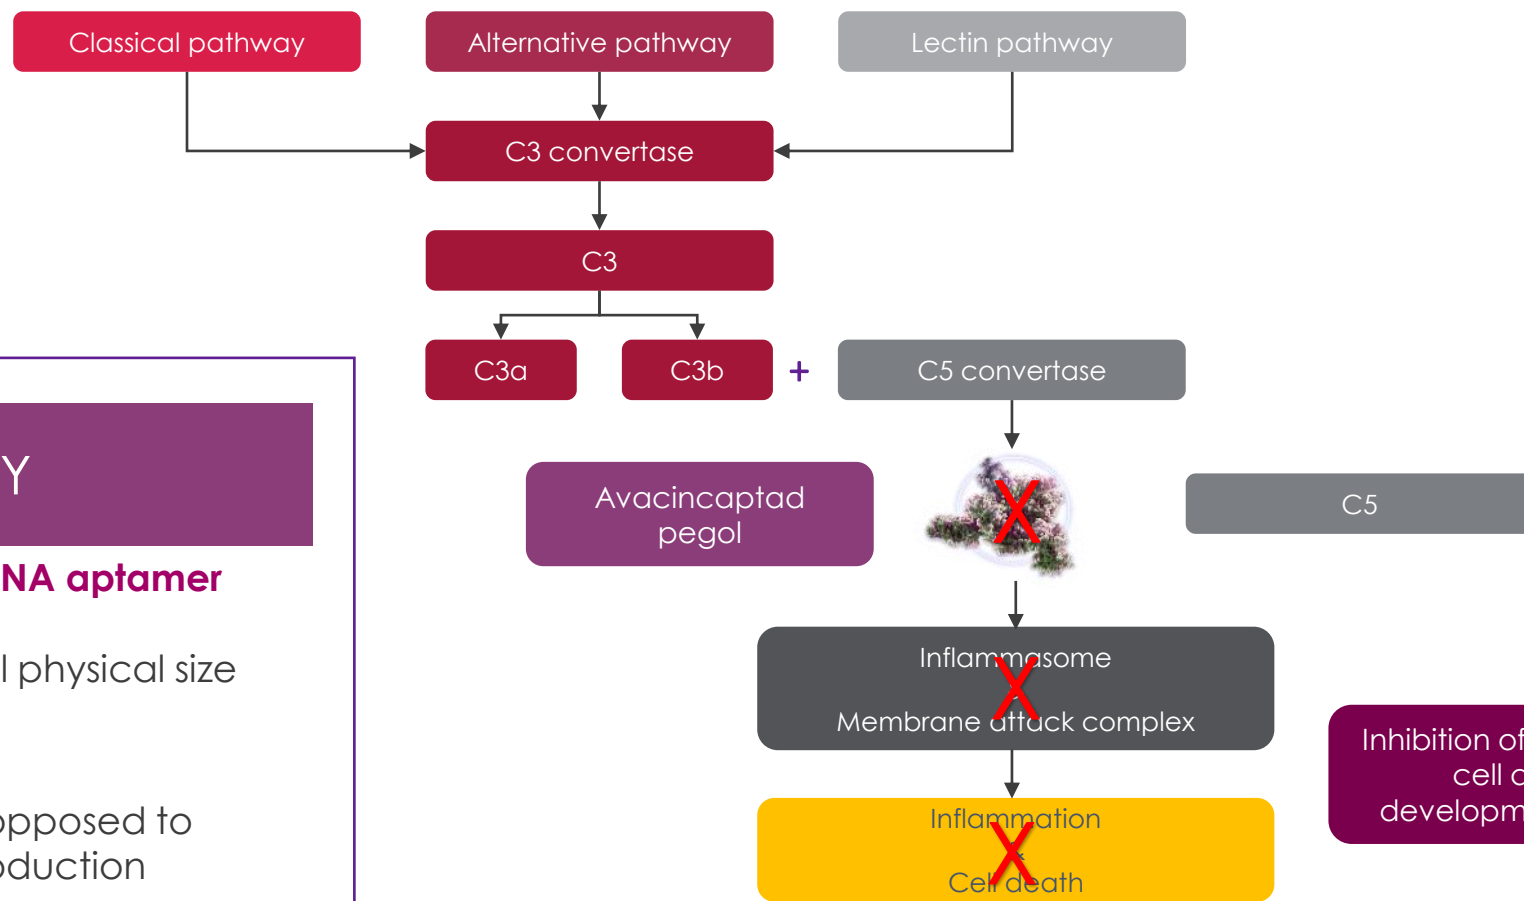 Classical pathway
Alternative pathway
Lectin pathway
C3 convertase
C3
C3a
C3b
+
C5 convertase
Y
NA aptamer
l physical size
opposed to
oduction
Avacincaptad
pegol
X
C5
Inflammasome
X
Membrane attack complex
Inflammation
X
Cell death
Inhibition of
cell
developm